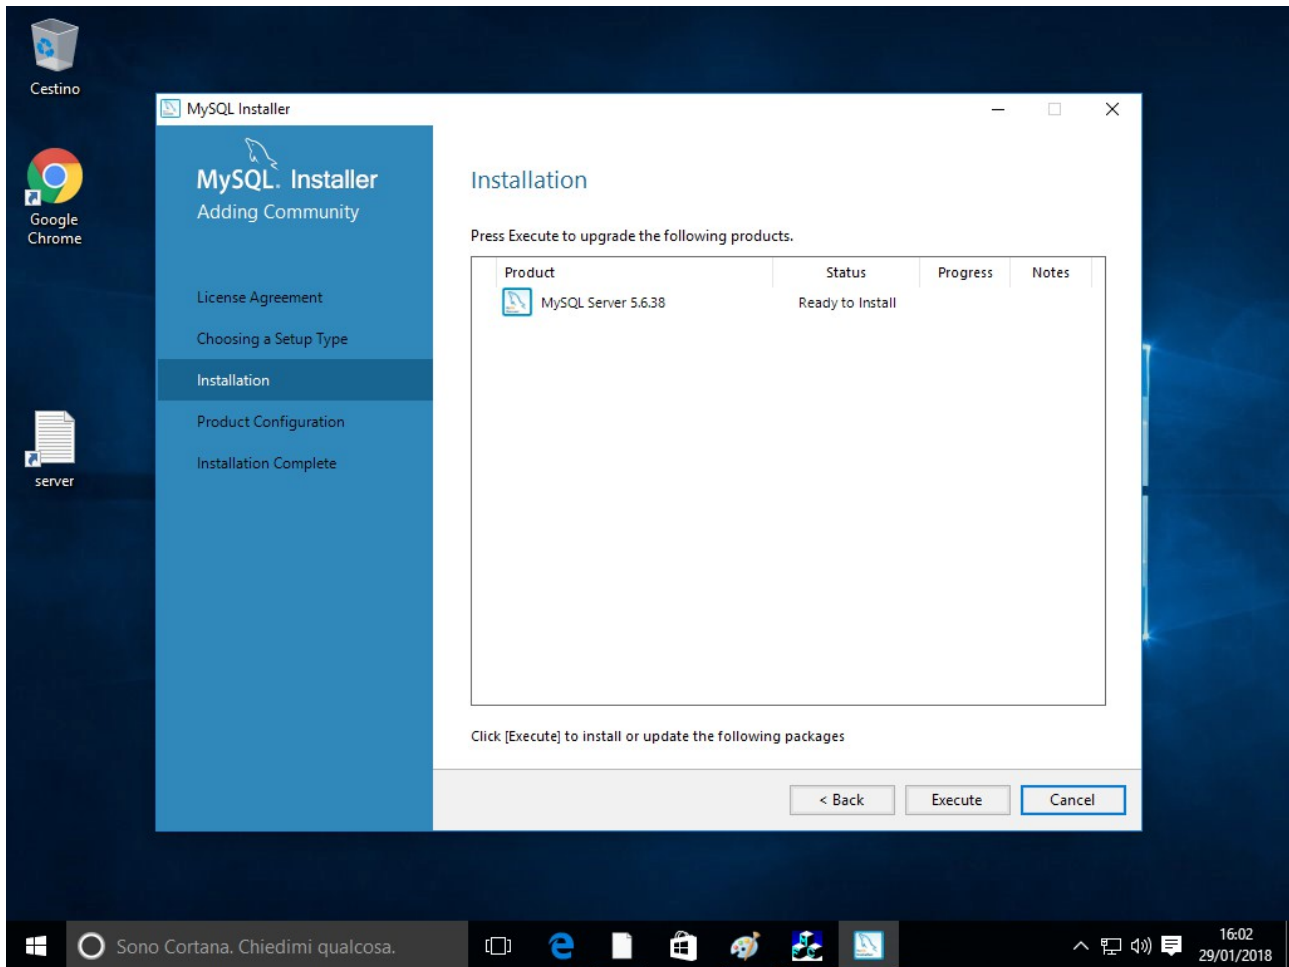 Cestino
Google
Chrome
server
MySQL Installer
MySQL. Installer
Adding Community
License Agreement
Choosing a Setup Type
Installation
Product Configuration
Installation Complete
Installation
Press Execute to upgrade the following products.
Product Status Progress Notes
MySQL Server 5.6.38 Ready to Install
Click [Execute] to install or update the following packages
< Back Execute Cancel
Sono Cortana. Chiedimi qualcosa.
16:02
29/01/2018